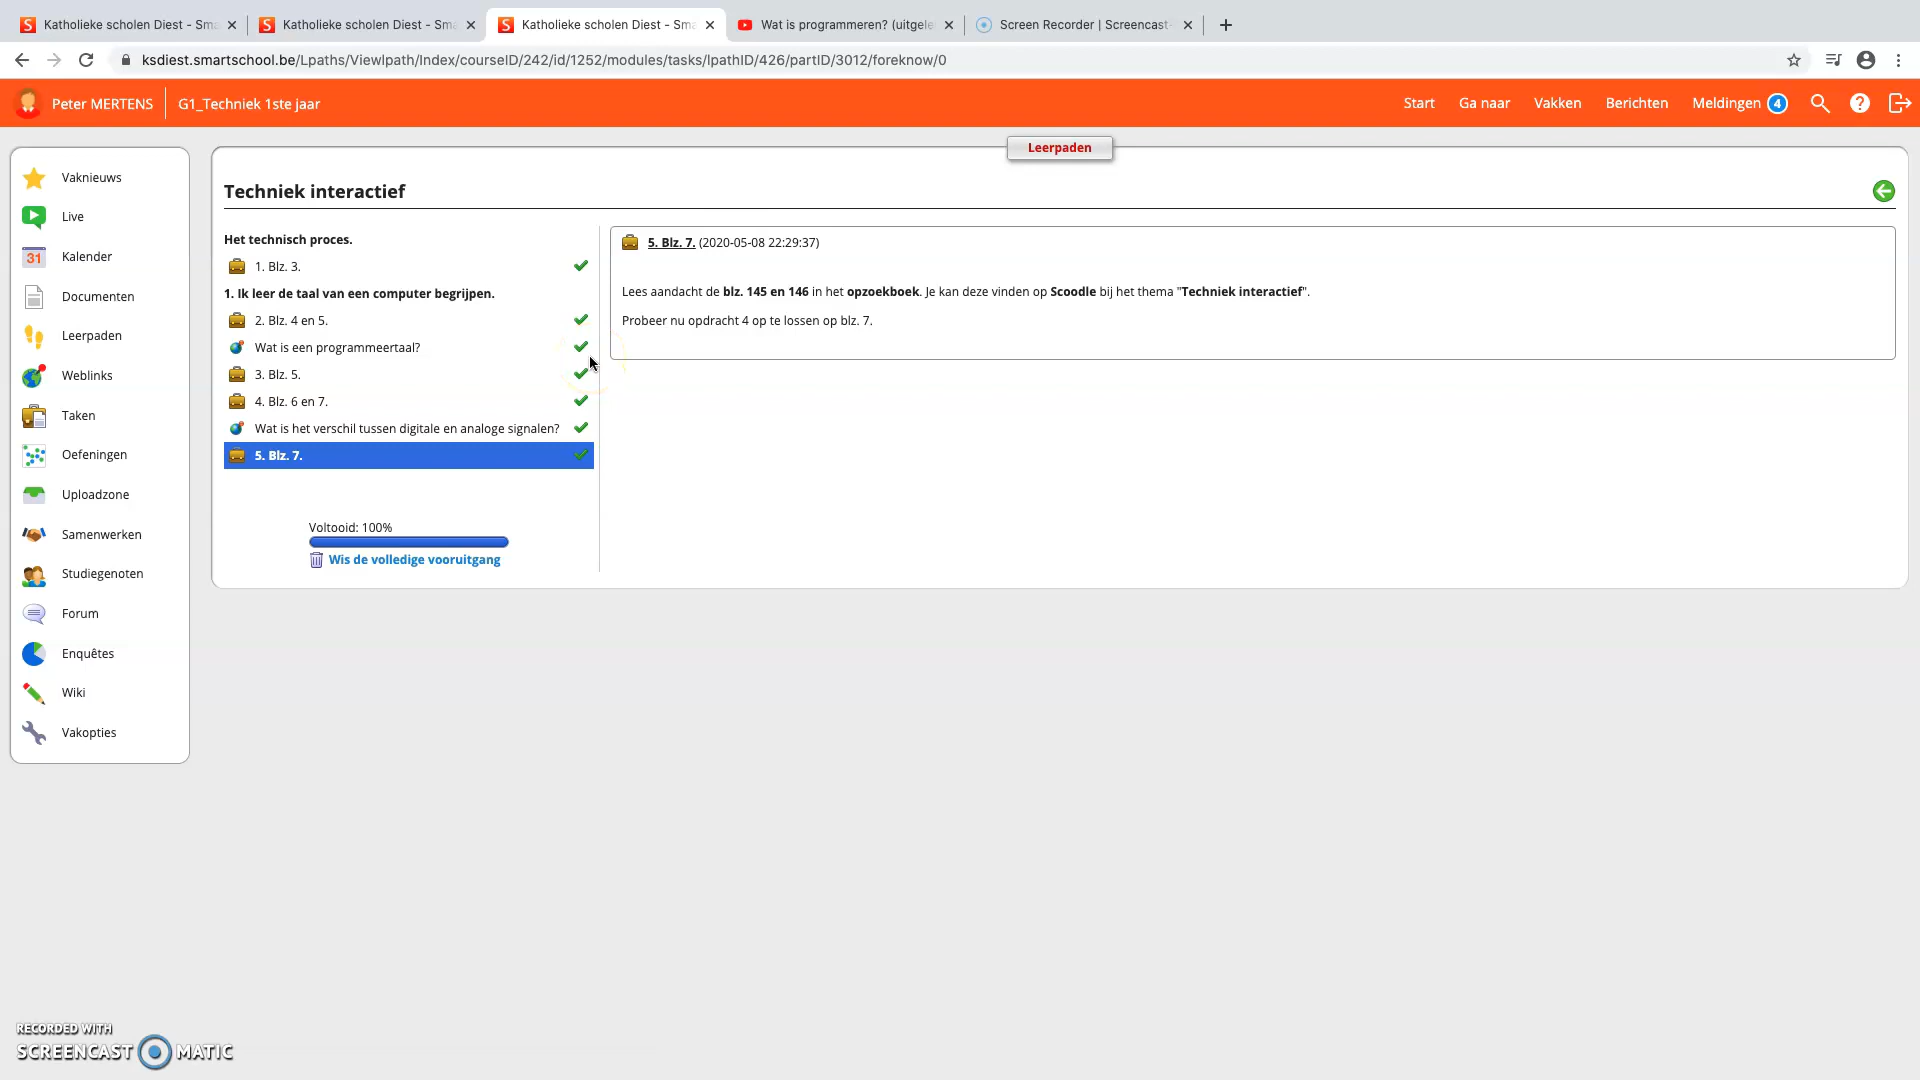 Katholieke scholen Diest - Sma
Katholieke scholen Diest - Sma
Katholieke scholen Diest - Sma
Wat is programmeren? (uitgele
Screen Recorder | Screencast-
ksdiest.smartschool.be/Lpaths/Viewlpath/Index/courseID/242/id/1252/modules/tasks/lpathID/426/partID/3012/foreknow/0
Peter MERTENS
G1_Techniek 1ste jaar
Start
Ga naar
Vakken
Berichten
Meldingen 4
Leerpaden
Vaknieuws
Live
31 Kalender
Documenten
Leerpaden
Weblinks
Taken
Oefeningen
Uploadzone
Samenwerken
Studiegenoten
Forum
Enquêtes
Wiki
Vakopties
Techniek interactief
Het technisch proces.
1. Blz. 3.
1. Ik leer de taal van een computer begrijpen.
2. Blz. 4 en 5.
Wat is een programmeertaal?
3. Blz. 5.
4. Blz. 6 en 7.
Wat is het verschil tussen digitale en analoge signalen?
5. Blz. 7.
Voltooid: 100%
Wis de volledige vooruitgang
5. Blz. 7. (2020-05-08 22:29:37)
Lees aandacht de blz. 145 en 146 in het opzoekboek. Je kan deze vinden op Scoodle bij het thema "Techniek interactief".
Probeer nu opdracht 4 op te lossen op blz. 7.
RECORDED WITH
SCREENCAST MATIC